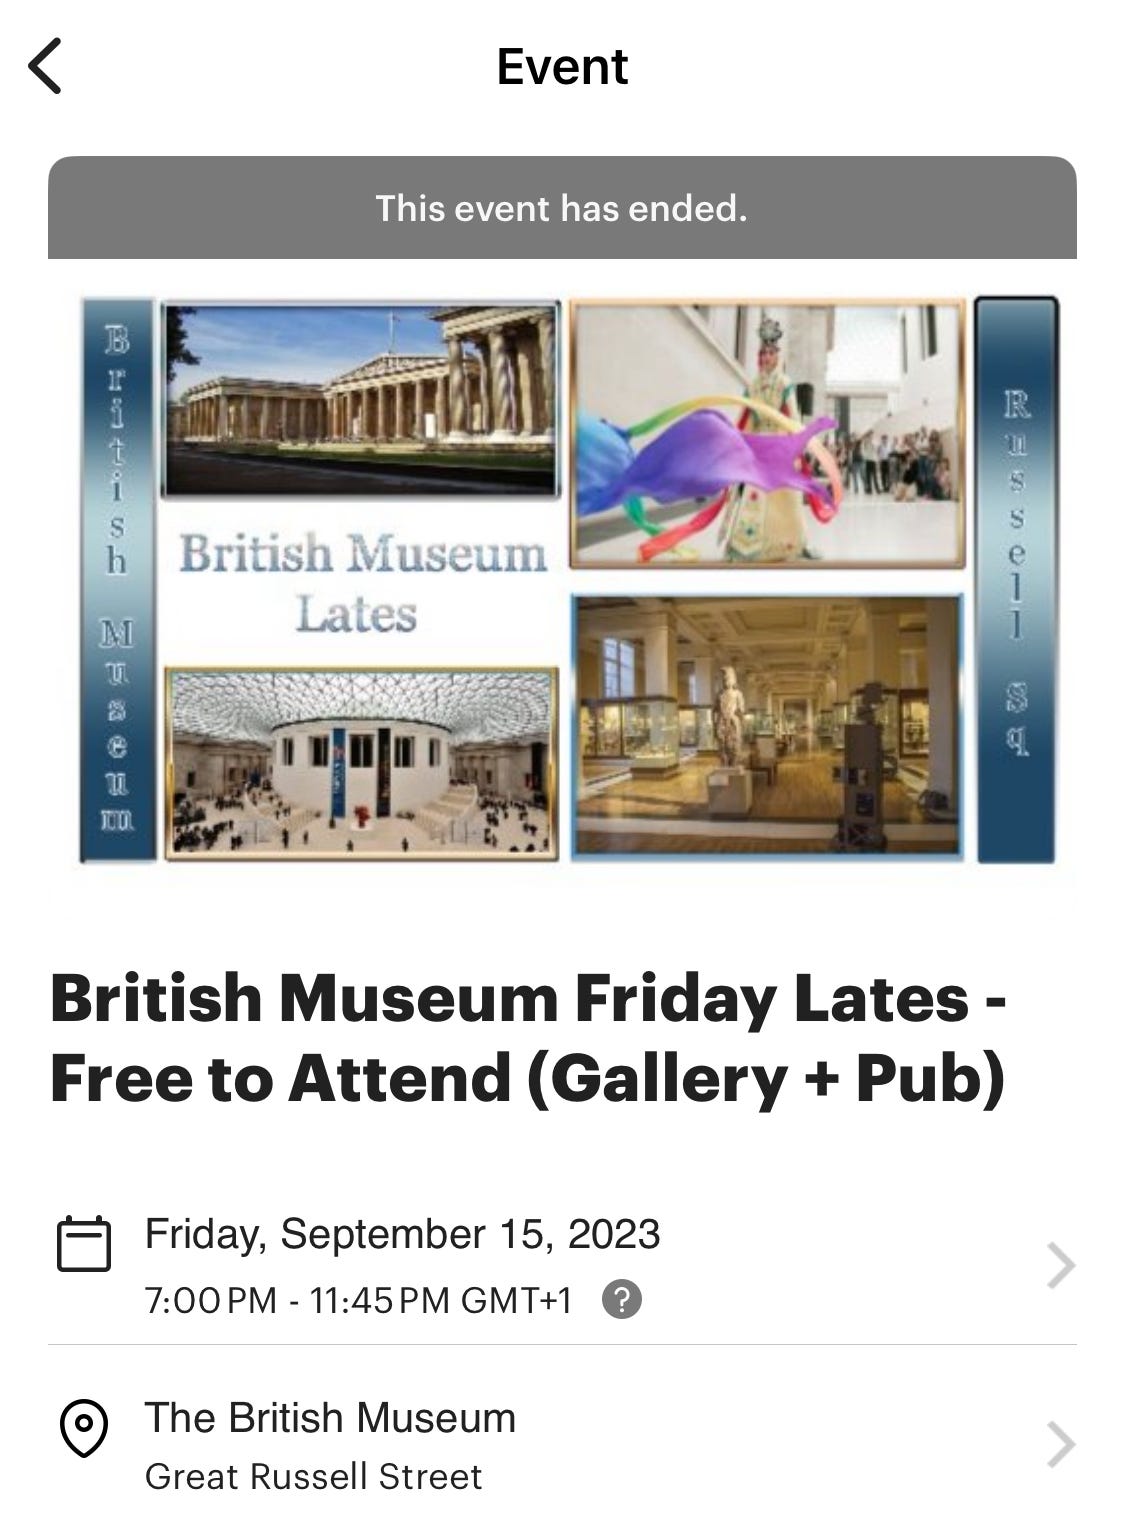 Event
This event has ended.
British Museum
British Museum
Lates
Russell Sq
British Museum Friday Lates -
Free to Attend (Gallery + Pub)
Friday, September 15, 2023
7:00 PM - 11:45 PM GMT+1 ?
The British Museum
Great Russell Street